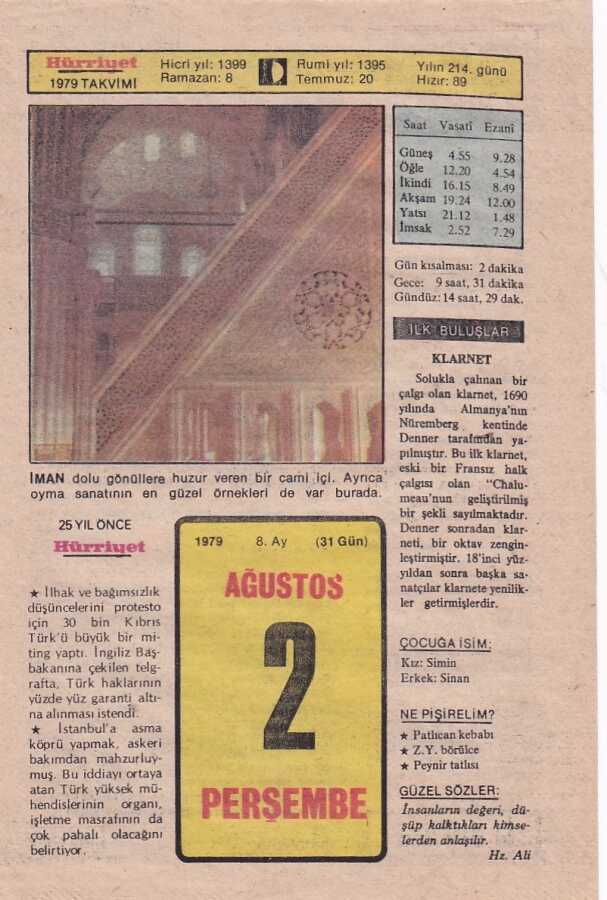 Hürriyet
1979 TAKVİMİ
Hicri yıl: 1399
Ramazan: 8
Rumi yıl: 1395
Temmuz: 20
Yılın 214. günü
Hızır: 89
Saat Vasatî Ezanî
Güneş 4.55 9.28
Öğle 12.20 4.54
İkindi 16.15 8.49
Akşam 19.24 12.00
Yatsı 21.12 1.48
İmsak 2.52 7.29
Gün kısalması: 2 dakika
Gece: 9 saat, 31 dakika
Gündüz: 14 saat, 29 dak.
İMAN dolu gönüllere huzur veren bir cami içi. Ayrıca
oyma sanatının en güzel örnekleri de var burada.
25 YIL ÖNCE
Hürriyet
★ İlhak ve bağımsızlık
düşüncelerini protesto
için 30 bin Kıbrıs
Türk'ü büyük bir mi-
ting yaptı. İngiliz Baş-
bakanına çekilen telg-
rafta, Türk haklarının
yüzde yüz garanti altı-
na alınması istendi.
★ İstanbul'a asma
köprü yapmak, askeri
bakımdan mahzurluy-
muş. Bu iddiayı ortaya
atan Türk yüksek mü-
hendislerinin organı,
işletme masrafının da
çok pahalı olacağını
belirtiyor.
1979 8. Ay (31 Gün)
AĞUSTOS
2
PERŞEMBE
İLK BULUŞLAR
KLARNET
Solukla çalınan bir
çalgı olan klarnet, 1690
yılında Almanya'nın
Nüremberg kentinde
Denner tarafından ya-
pılmıştır. Bu ilk klarnet,
eski bir Fransız halk
çalgısı olan "Chalu-
meau'nun geliştirilmiş
bir şekli sayılmaktadır.
Denner sonradan klar-
neti, bir oktav zengin-
leştirmiştir. 18'inci yüz-
yıldan sonra başka sa-
natçılar klarnete yenilik-
ler getirmişlerdir.
ÇOCUĞA İSİM:
Kız: Simin
Erkek: Sinan
NE PİŞİRELİM?
★ Patlıcan kebabı
★ Z.Y. börülce
★ Peynir tatlısı
GÜZEL SÖZLER:
İnsanların değeri, dü-
şüp kalktıkları kimse-
lerden anlaşılır.
Hz. Ali